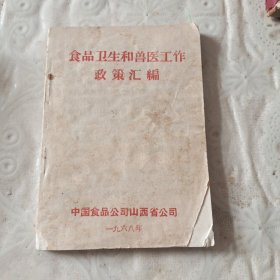 食品卫生和兽医工作
政策汇编
中国食品公司山西省公司
一九六八年